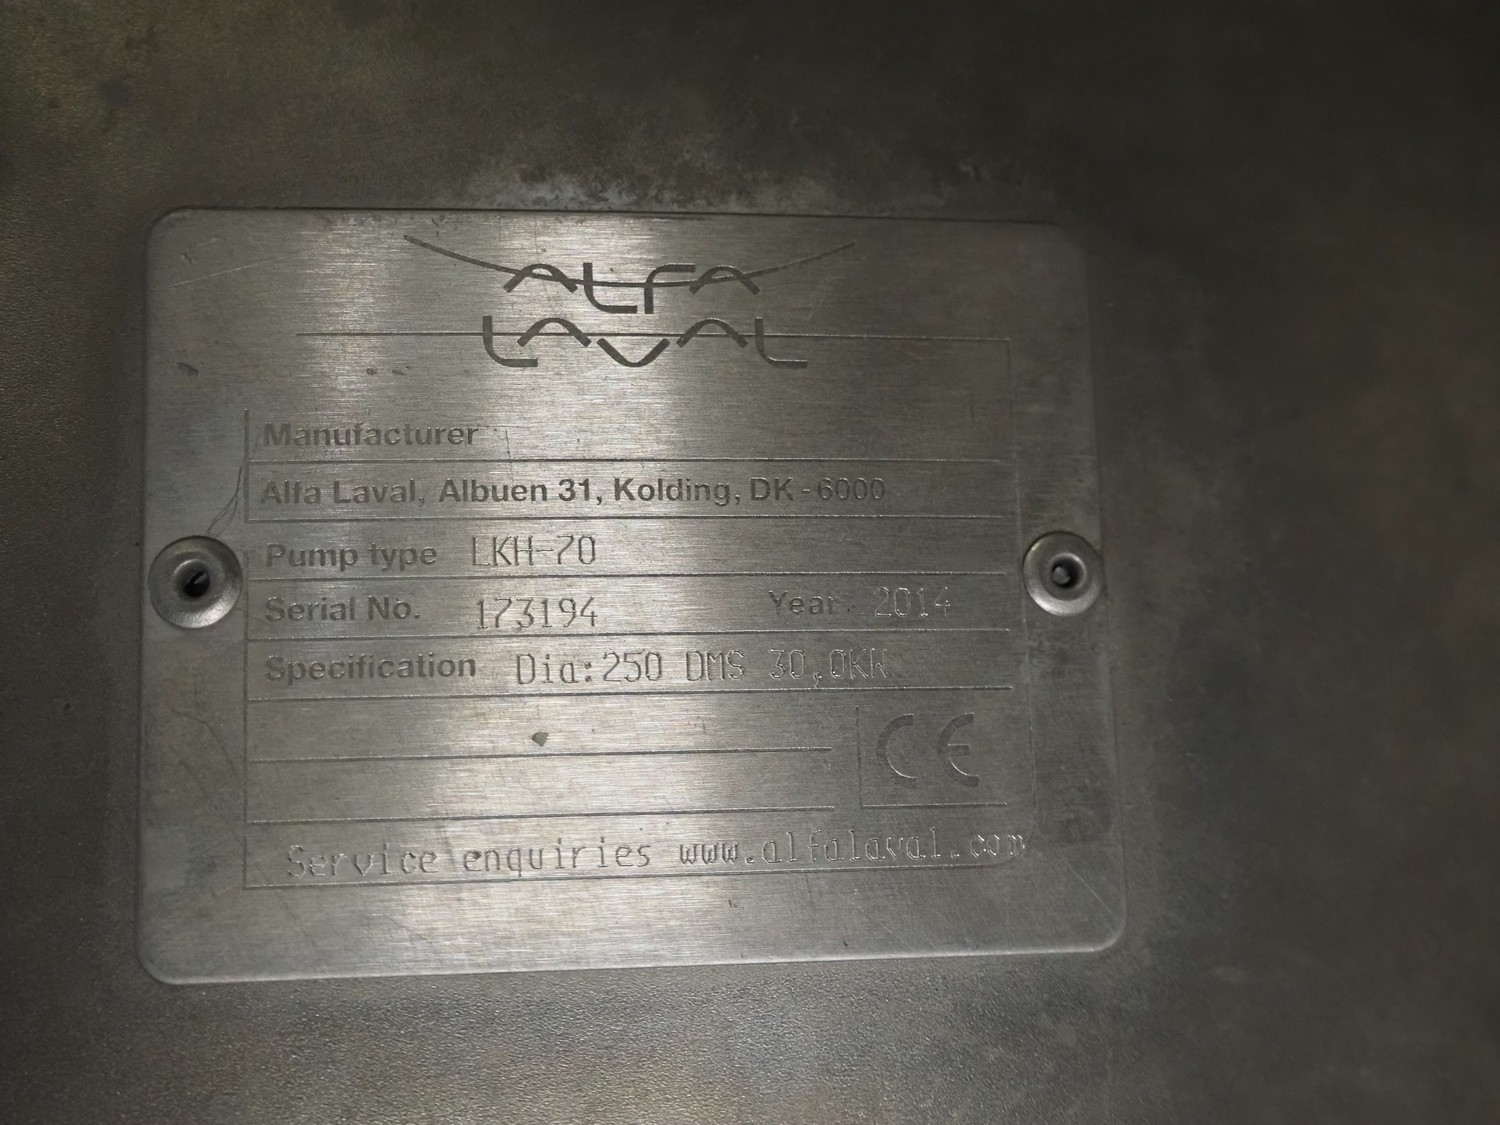 ALFA
LAVAL
Manufacturer
Alfa Laval, Albuen 31, Kolding, DK-6000
Pump type LKH-70
Serial No. 173194 Year. 2014
Specification Dia:250 DMS 30,0KW
CE
Service enquiries www.alfalaval.com